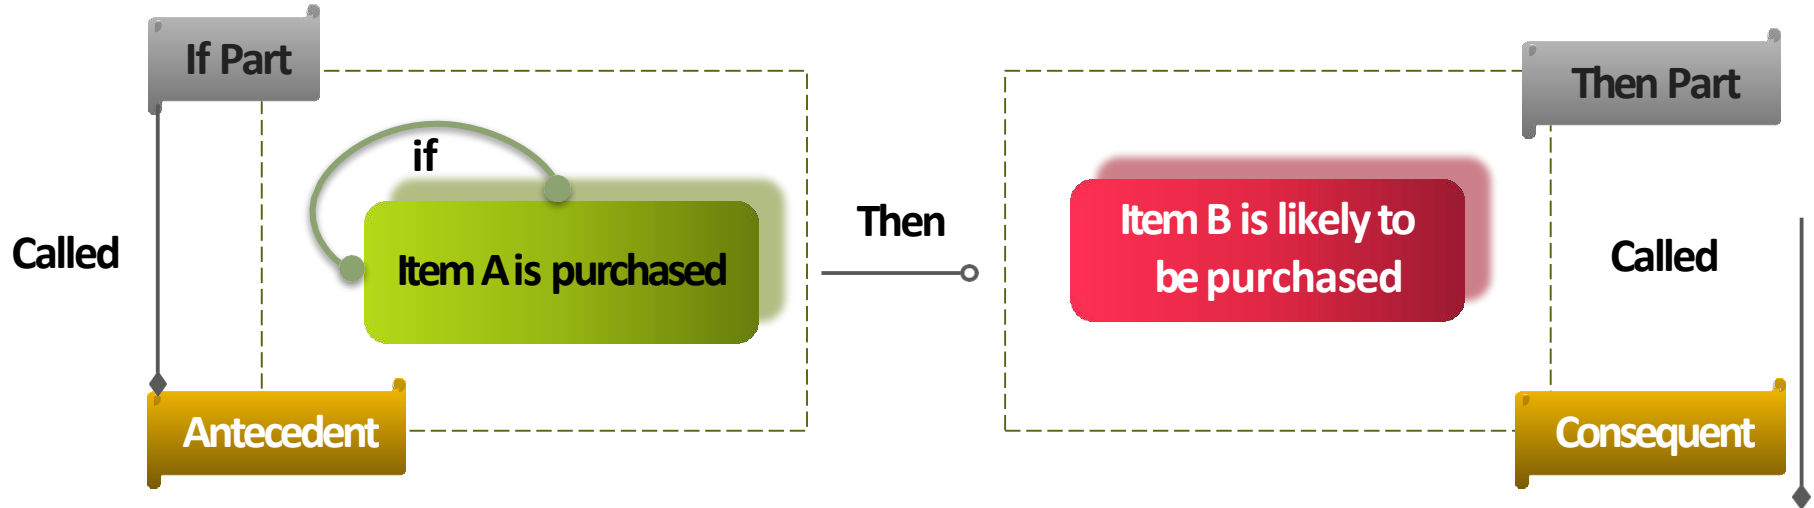 If Part
Then Part
if
Called
Item A is purchased
Then
Item B is likely to
be purchased
Called
Antecedent
Consequent